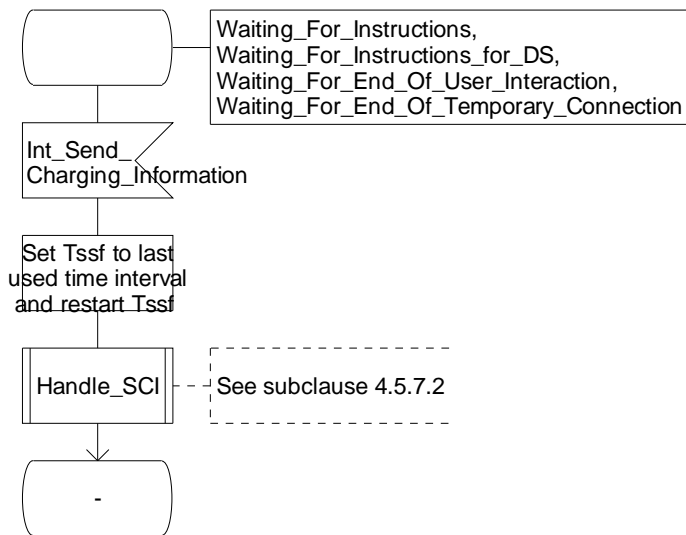 Waiting_For_Instructions,
Waiting_For_Instructions_for_DS,
Waiting_For_End_Of_User_Interaction,
Waiting_For_End_Of_Temporary_Connection
Int_Send_
Charging_Information
Set Tssf to last
used time interval
and restart Tssf
Handle_SCI
See subclause 4.5.7.2
-